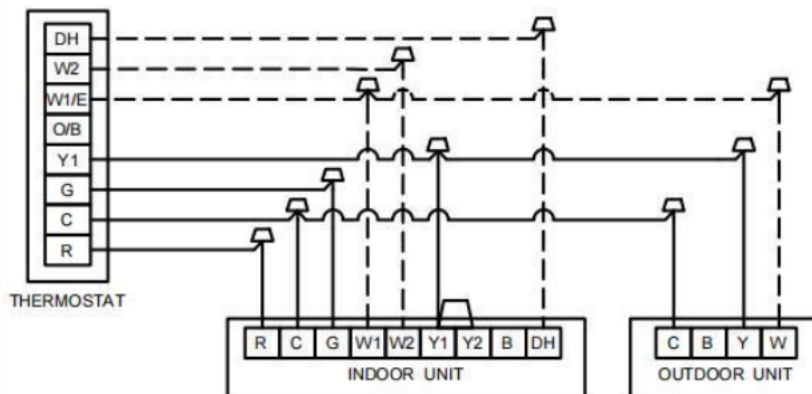 DH
W2
W1/E
O/B
Y1
G
C
R
THERMOSTAT
R C G W1 W2 Y1 Y2 B DH
INDOOR UNIT
C B Y W
OUTDOOR UNIT